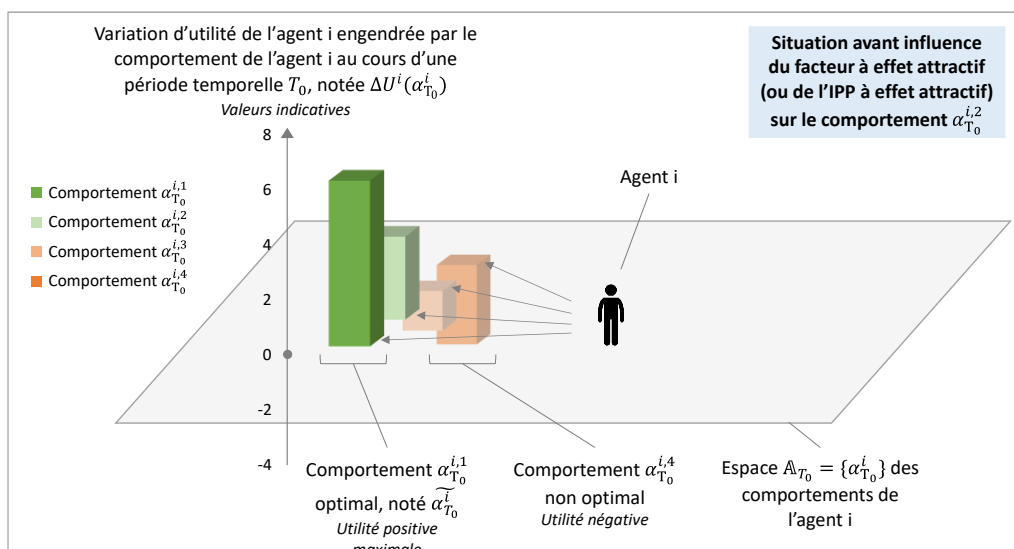 Variation d’utilité de l’agent i engendrée par le
comportement de l’agent i au cours d’une
période temporelle T₀, notée ΔUⁱ(αⁱ_T₀)
Valeurs indicatives
Situation avant influence
du facteur à effet attractif
(ou de l’IPP à effet attractif)
sur le comportement α^{i,2}_T₀
8
6
4
2
0
-2
-4
Comportement α^{i,1}_T₀
Comportement α^{i,2}_T₀
Comportement α^{i,3}_T₀
Comportement α^{i,4}_T₀
Agent i
Comportement α^{i,1}_T₀
optimal, noté α̃ⁱ_T₀
Utilité positive
maximale
Comportement α^{i,4}_T₀
non optimal
Utilité négative
Espace 𝔸_T₀ = {αⁱ_T₀} des
comportements de
l’agent i